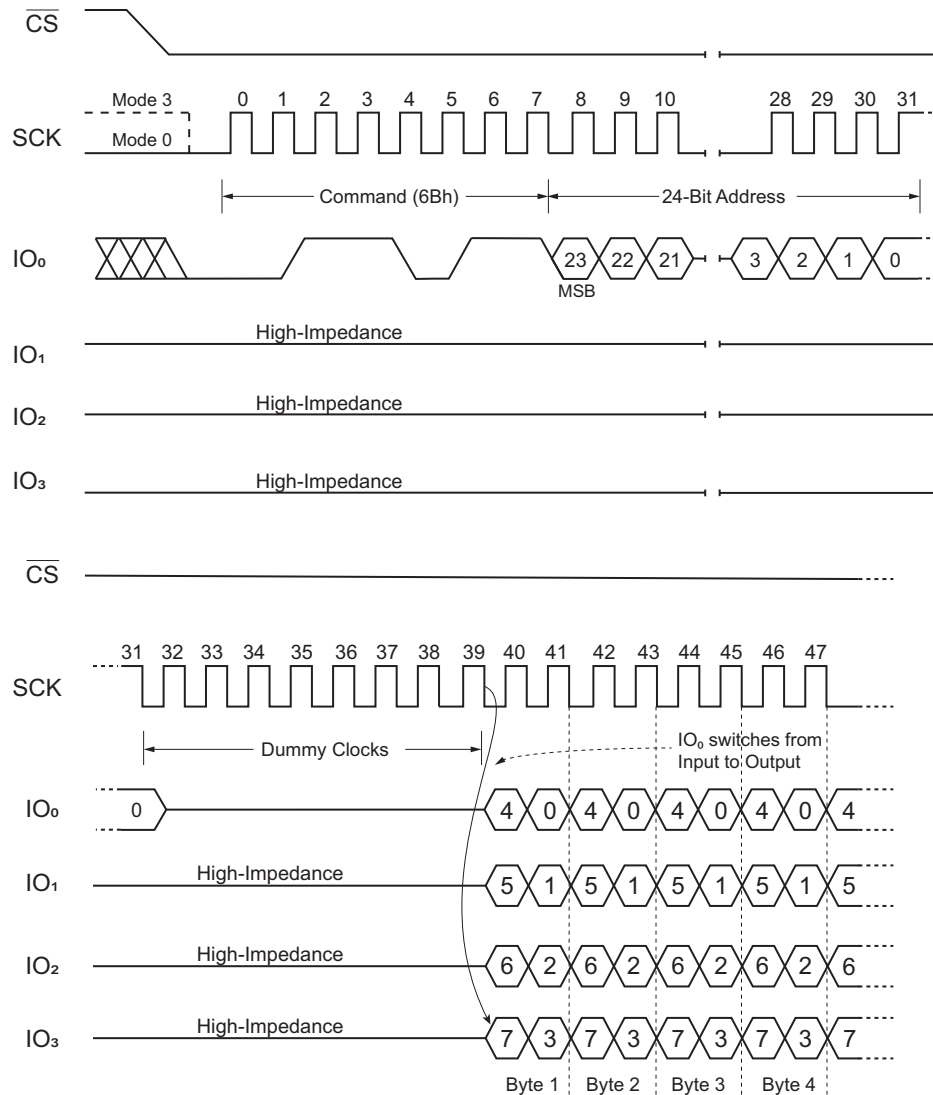 CS
0 1 2 3 4 5 6 7 8 9 10 28 29 30 31
Mode 3
SCK
Mode 0
Command (6Bh) 24-Bit Address
IO₀ 23 22 21 3 2 1 0
MSB
High-Impedance
IO₁
High-Impedance
IO₂
High-Impedance
IO₃
CS
31 32 33 34 35 36 37 38 39 40 41 42 43 44 45 46 47
SCK
Dummy Clocks
IO₀ switches from
Input to Output
IO₀ 0 4 0 4 0 4 0 4 0 4
IO₁ High-Impedance 5 1 5 1 5 1 5 1 5
IO₂ High-Impedance 6 2 6 2 6 2 6 2 6
IO₃ High-Impedance 7 3 7 3 7 3 7 3 7
Byte 1 Byte 2 Byte 3 Byte 4